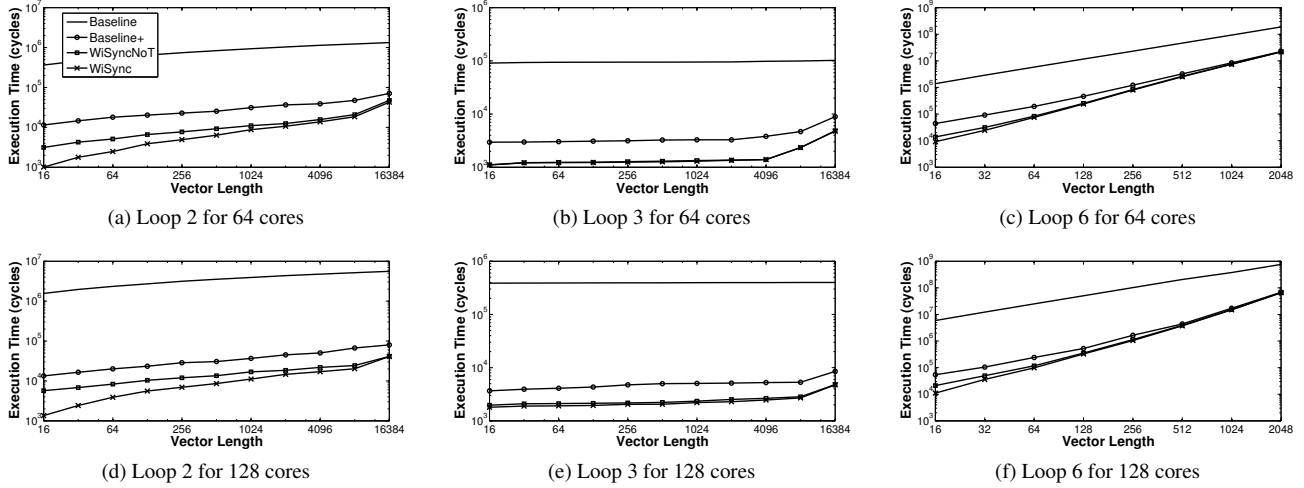 10^7
10^6
10^5
10^4
10^3
Execution Time (cycles)
Baseline
Baseline+
WiSyncNoT
WiSync
16 64 256 1024 4096 16384
Vector Length
(a) Loop 2 for 64 cores
10^6
10^5
10^4
10^3
Execution Time (cycles)
16 64 256 1024 4096 16384
Vector Length
(b) Loop 3 for 64 cores
10^9
10^8
10^7
10^6
10^5
10^4
10^3
Execution Time (cycles)
16 32 64 128 256 512 1024 2048
Vector Length
(c) Loop 6 for 64 cores
10^7
10^6
10^5
10^4
10^3
Execution Time (cycles)
16 64 256 1024 4096 16384
Vector Length
(d) Loop 2 for 128 cores
10^6
10^5
10^4
10^3
Execution Time (cycles)
16 64 256 1024 4096 16384
Vector Length
(e) Loop 3 for 128 cores
10^9
10^8
10^7
10^6
10^5
10^4
10^3
Execution Time (cycles)
16 32 64 128 256 512 1024 2048
Vector Length
(f) Loop 6 for 128 cores